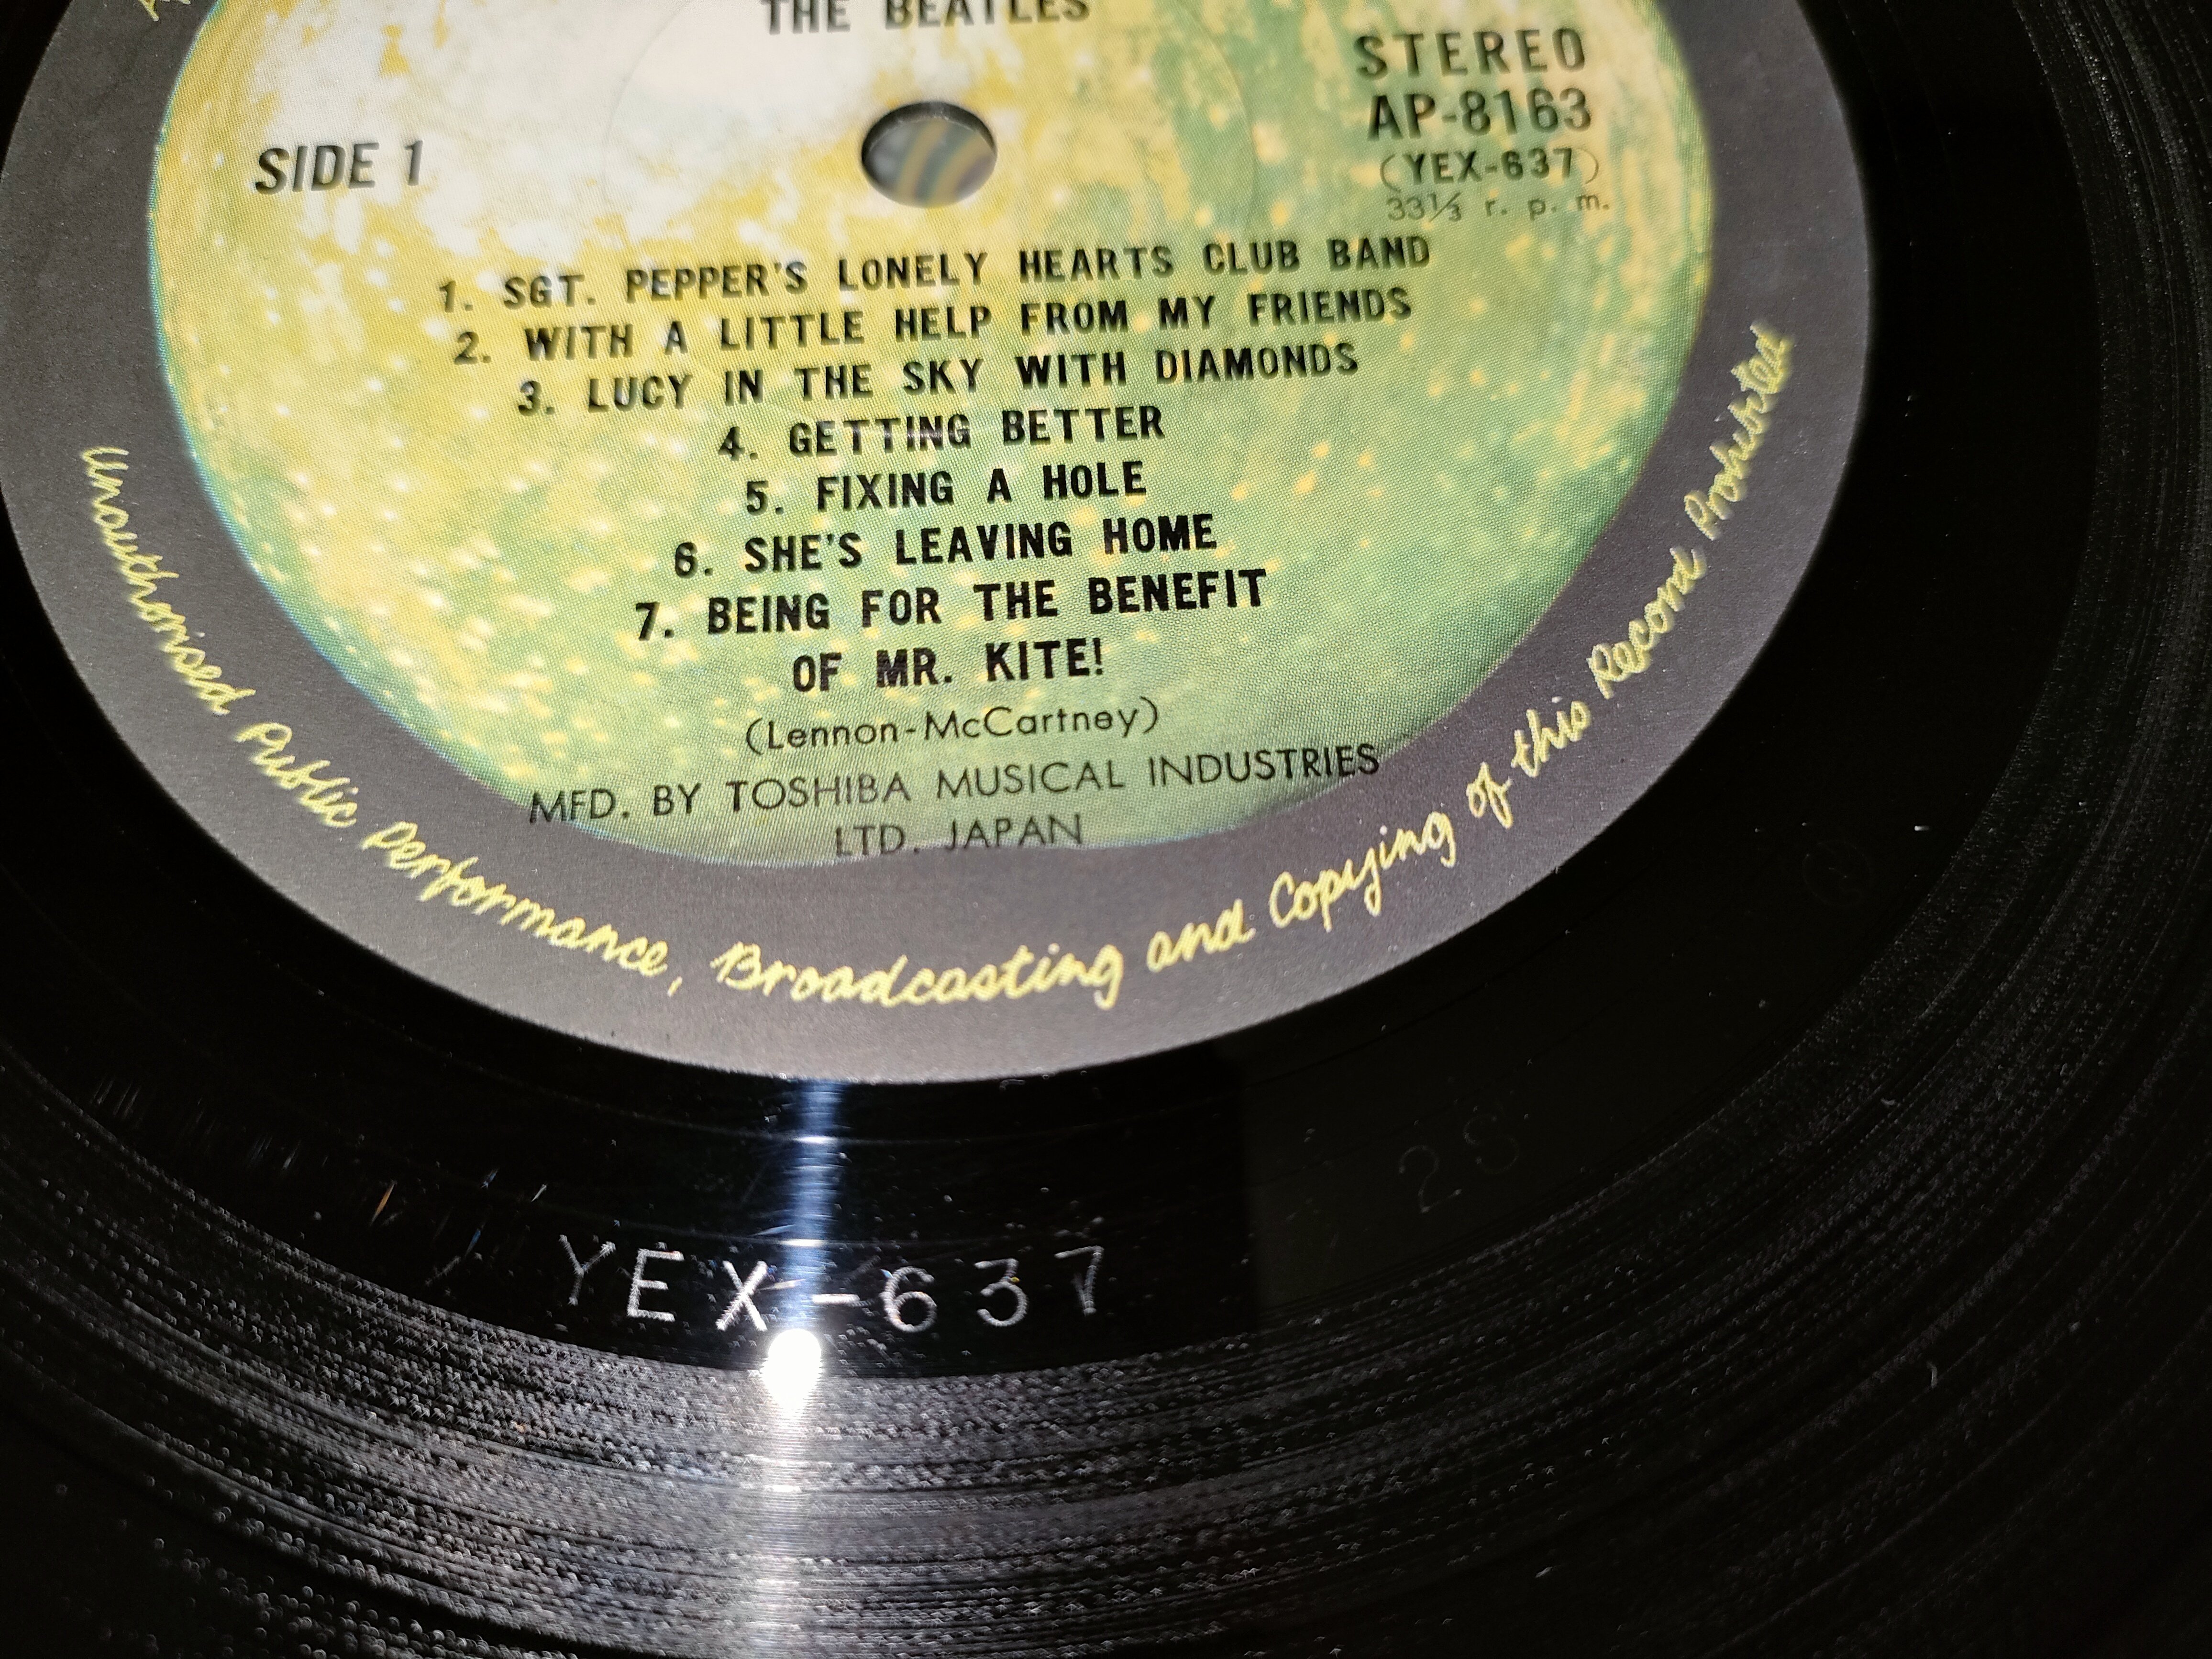 THE BEATLES
STEREO
AP-8163
(YEX-637)
33⅓ r. p. m.
SIDE 1
1. SGT. PEPPER'S LONELY HEARTS CLUB BAND
2. WITH A LITTLE HELP FROM MY FRIENDS
3. LUCY IN THE SKY WITH DIAMONDS
4. GETTING BETTER
5. FIXING A HOLE
6. SHE'S LEAVING HOME
7. BEING FOR THE BENEFIT
OF MR. KITE!
(Lennon-McCartney)
MFD. BY TOSHIBA MUSICAL INDUSTRIES
LTD. JAPAN
Unauthorised Public Performance, Broadcasting and Copying of this Record Prohibited
YEX-637
2S